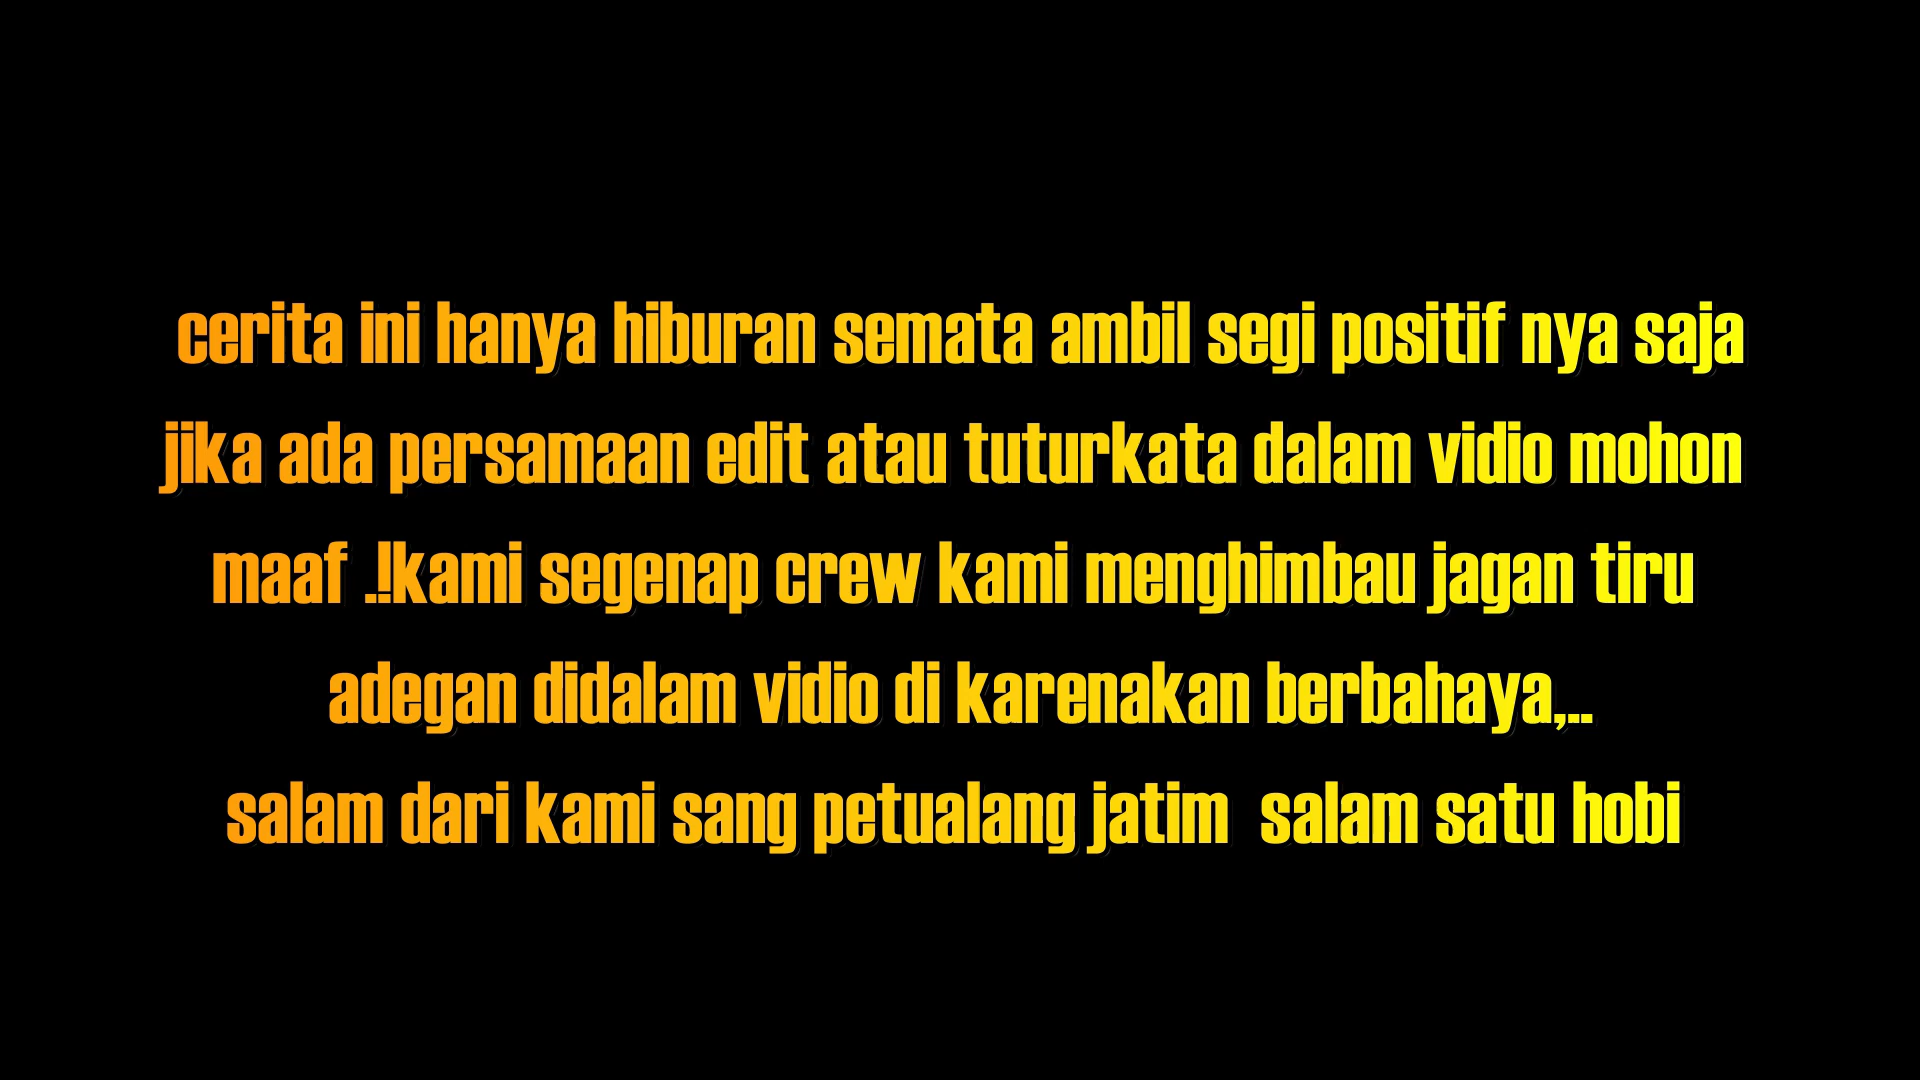 cerita ini hanya hiburan semata ambil segi positif nya saja
jika ada persamaan edit atau tuturkata dalam vidio mohon
maaf .!kami segenap crew kami menghimbau jagan tiru
adegan didalam vidio di karenakan berbahaya,..
salam dari kami sang petualang jatim  salam satu hobi